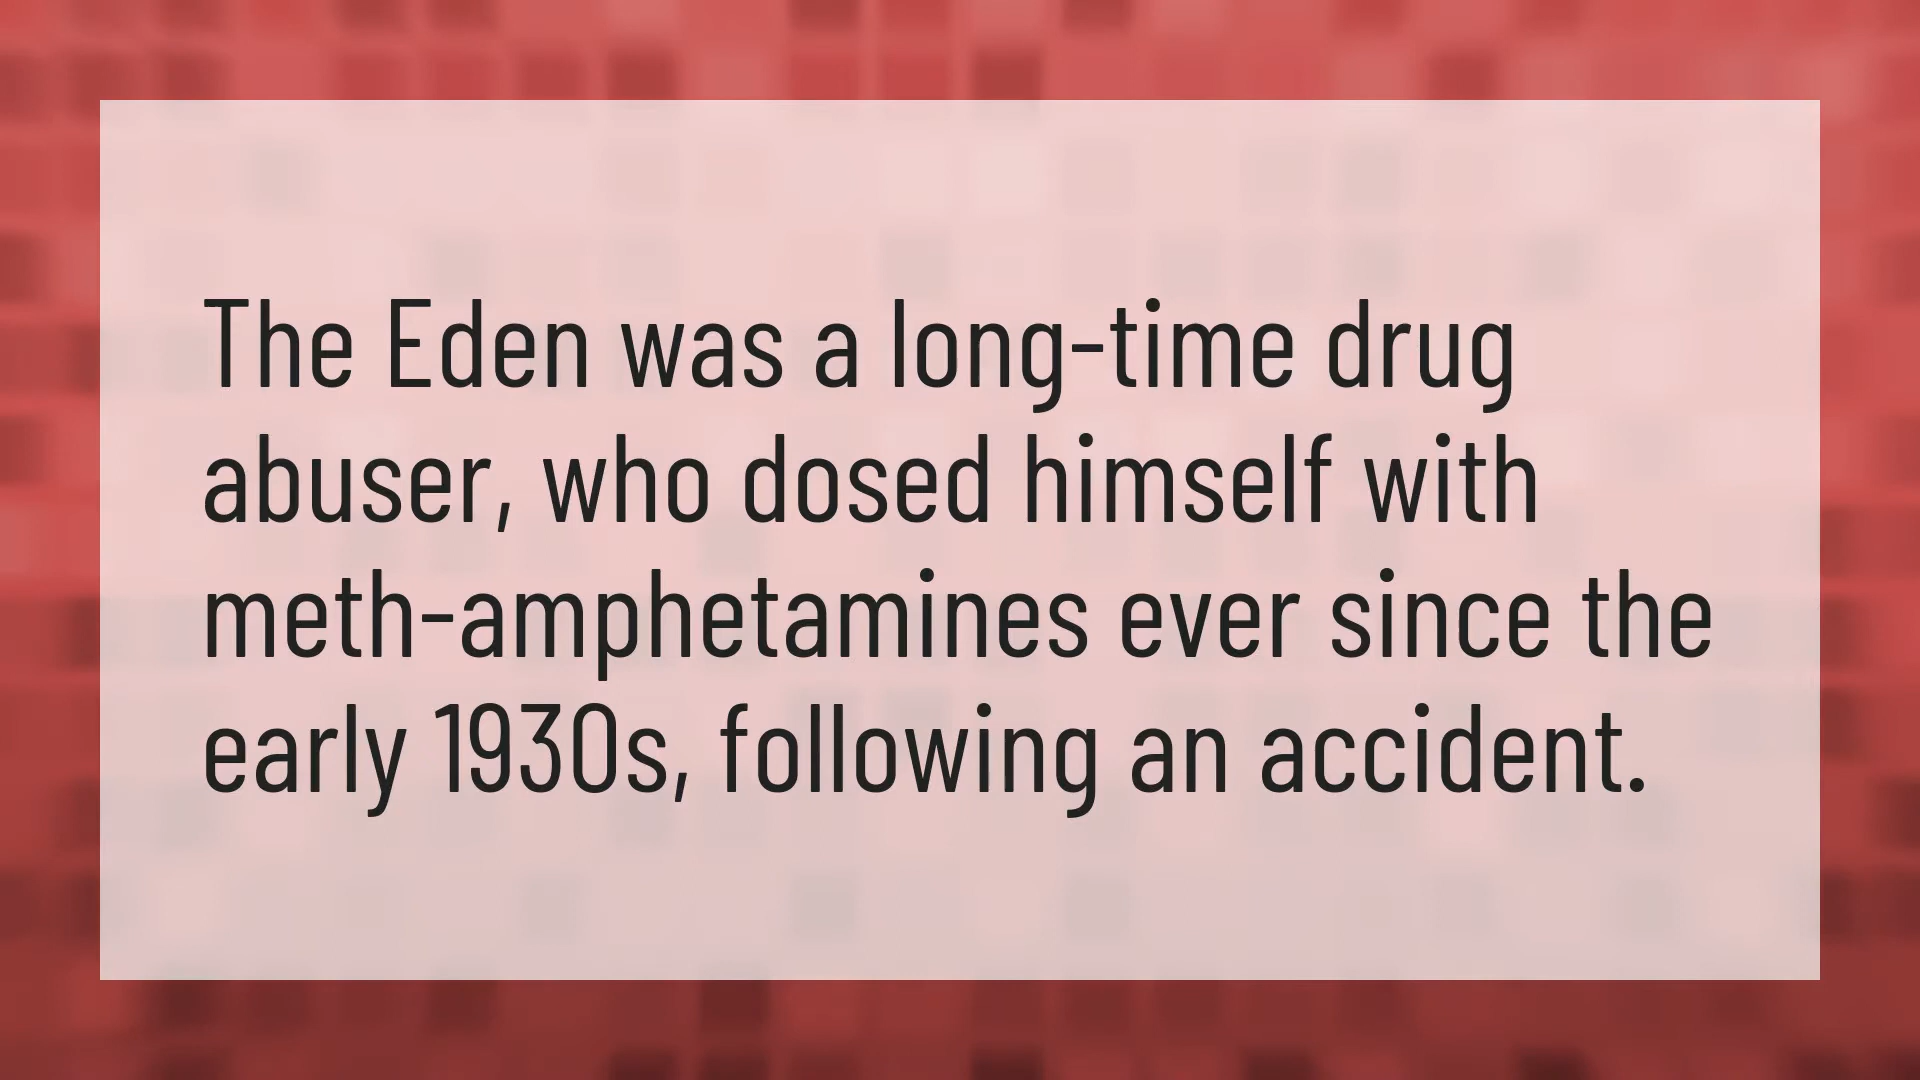 The Eden was a long-time drug
abuser, who dosed himself with
meth-amphetamines ever since the
early 1930s, following an accident.